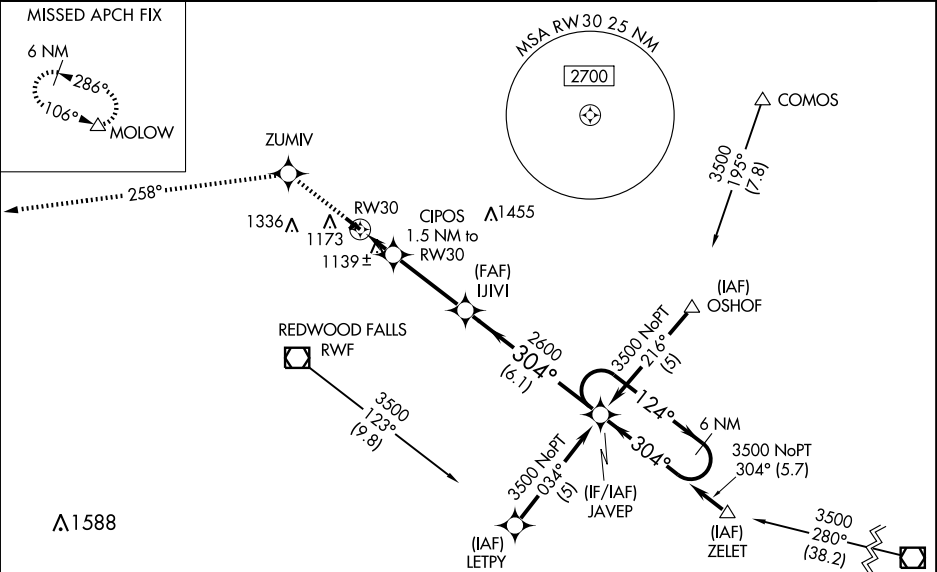 MISSED APCH FIX
6 NM
286°
106°
MOLOW
MSA RW30 25 NM
2700
COMOS
3500
195°
(7.8)
ZUMIV
258°
RW30
1336
1173
1139 ±
CIPOS
1.5 NM to
RW30
1455
(FAF)
IJIVI
(IAF)
OSHOF
3500 NoPT
216°
(5)
2600
304°
(6.1)
REDWOOD FALLS
RWF
3500
123°
(9.8)
124°
6 NM
304°
3500 NoPT
304° (5.7)
3500 NoPT
034°
(5)
(IF/IAF)
JAVEP
1588
(IAF)
LETPY
(IAF)
ZELET
3500
280°
(38.2)